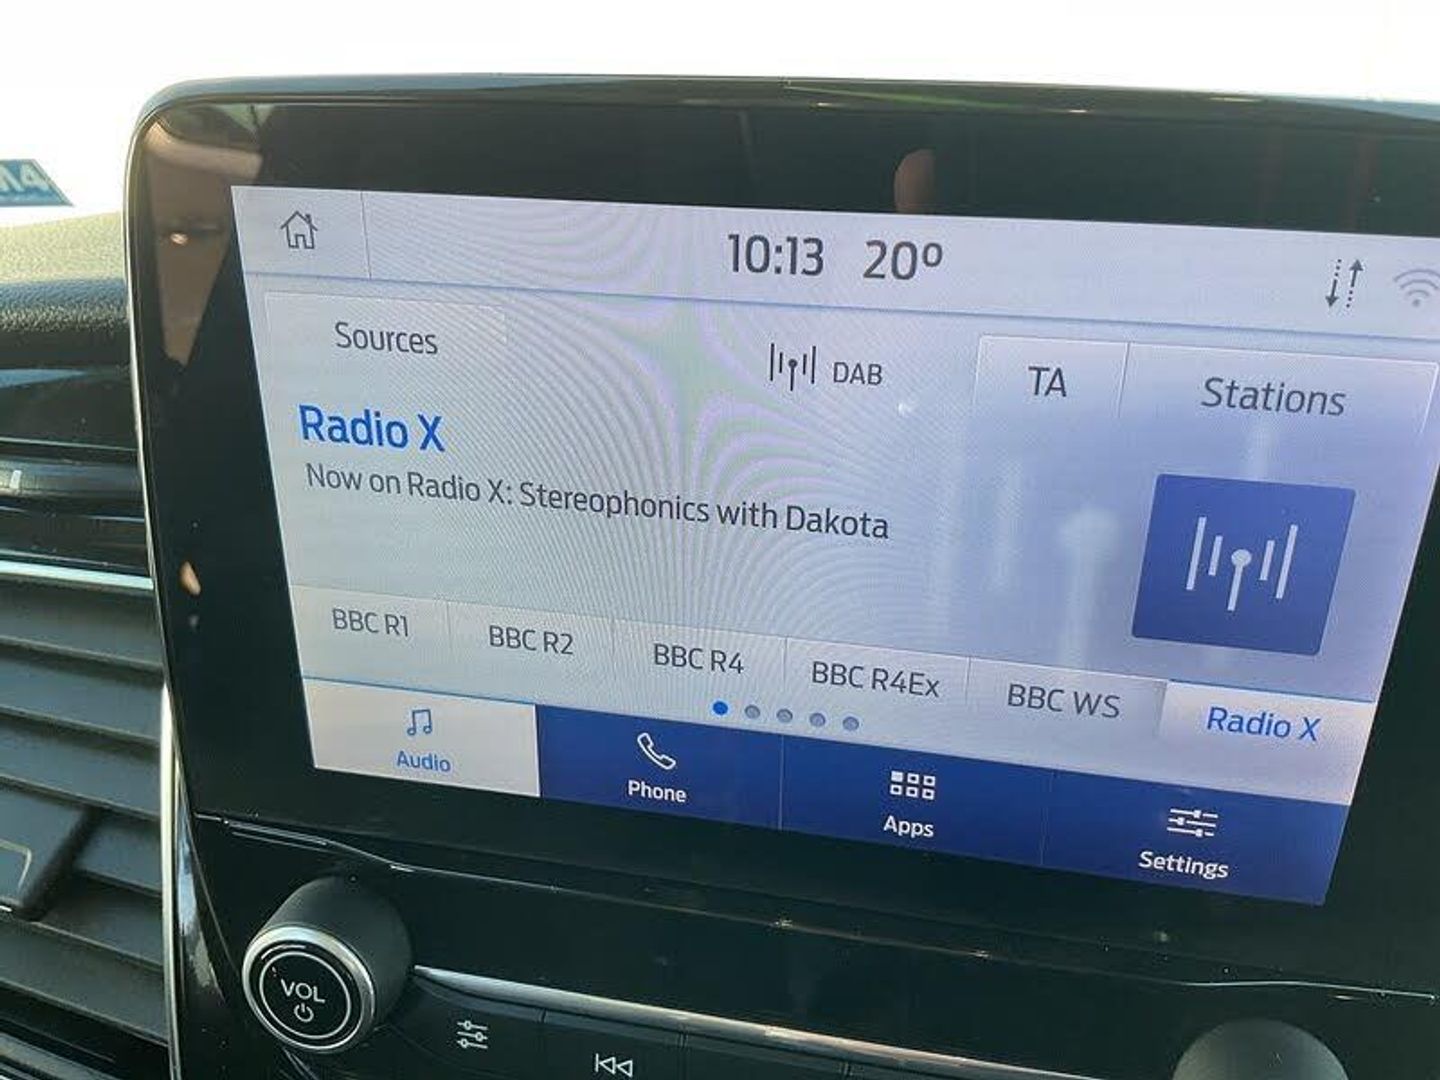 10:13 20º
Sources
DAB
TA
Stations
Radio X
Now on Radio X: Stereophonics with Dakota
BBC R1
BBC R2
BBC R4
BBC R4Ex
BBC WS
Radio X
Audio
Phone
Apps
Settings
VOL